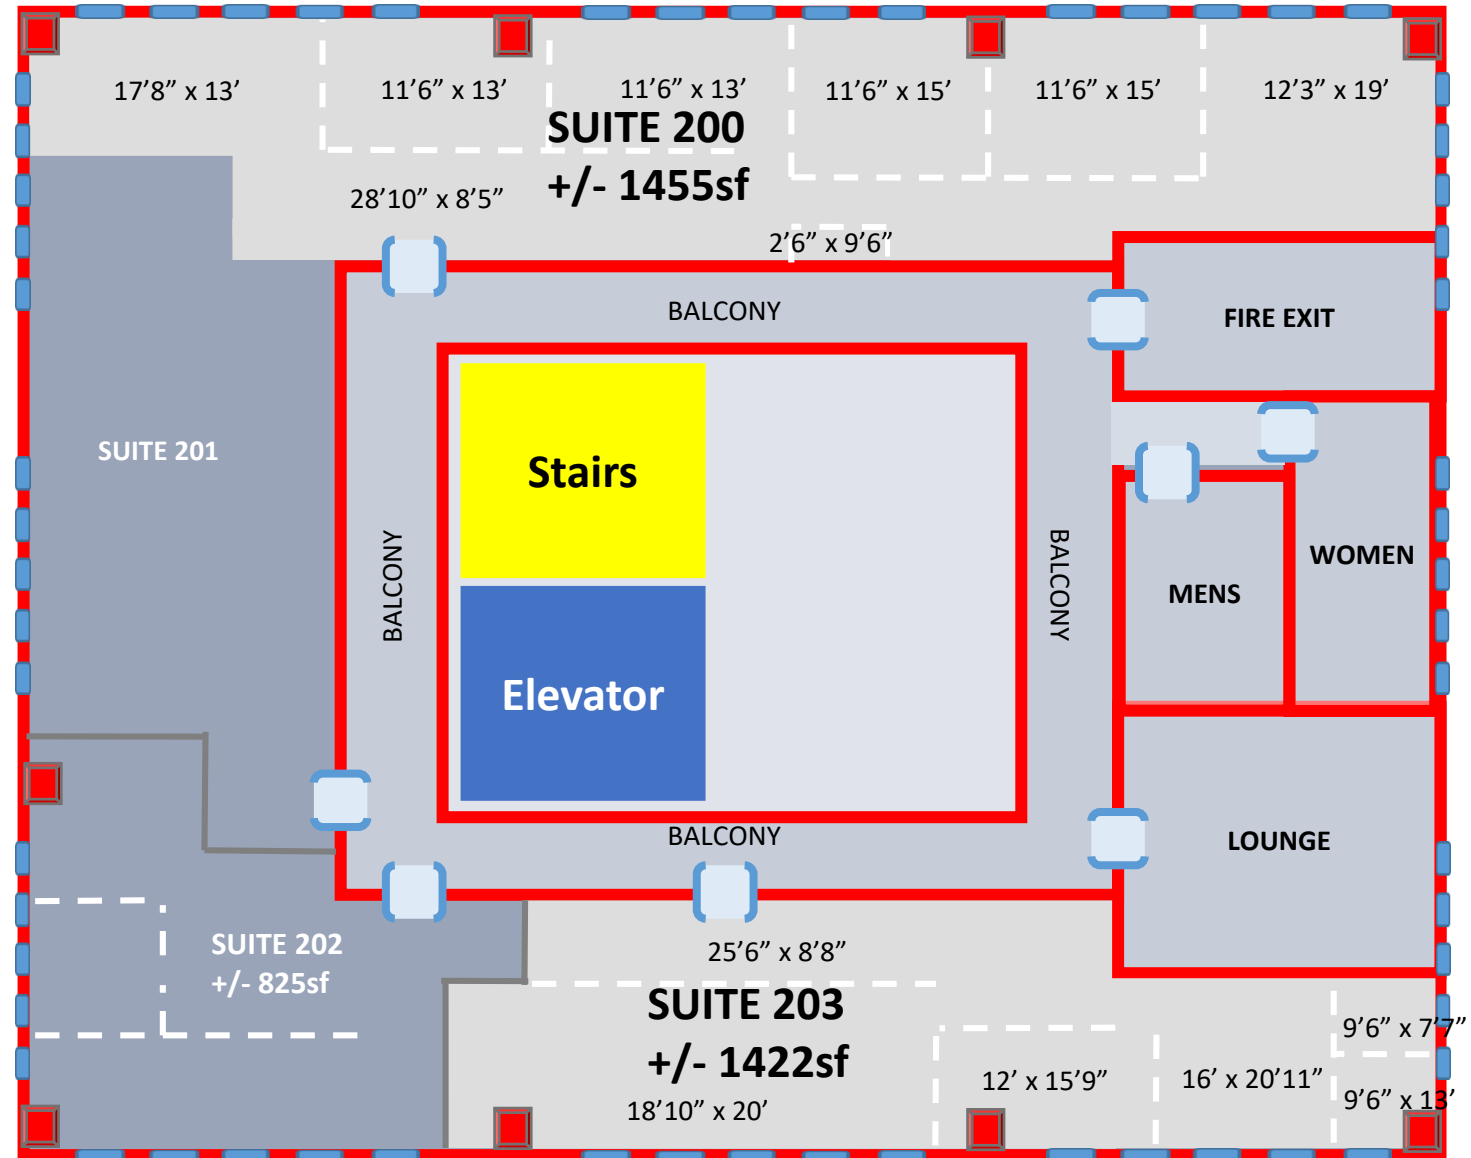 17’8” x 13’
11’6” x 13’
11’6” x 13’
11’6” x 15’
11’6” x 15’
12’3” x 19’
SUITE 200
+/- 1455sf
28’10” x 8’5”
2’6” x 9’6”
BALCONY
FIRE EXIT
SUITE 201
Stairs
BALCONY
BALCONY
WOMEN
MENS
Elevator
BALCONY
LOUNGE
SUITE 202
+/- 825sf
25’6” x 8’8”
SUITE 203
+/- 1422sf
9’6” x 7’7”
12’ x 15’9”
16’ x 20’11”
9’6” x 13’
18’10” x 20’